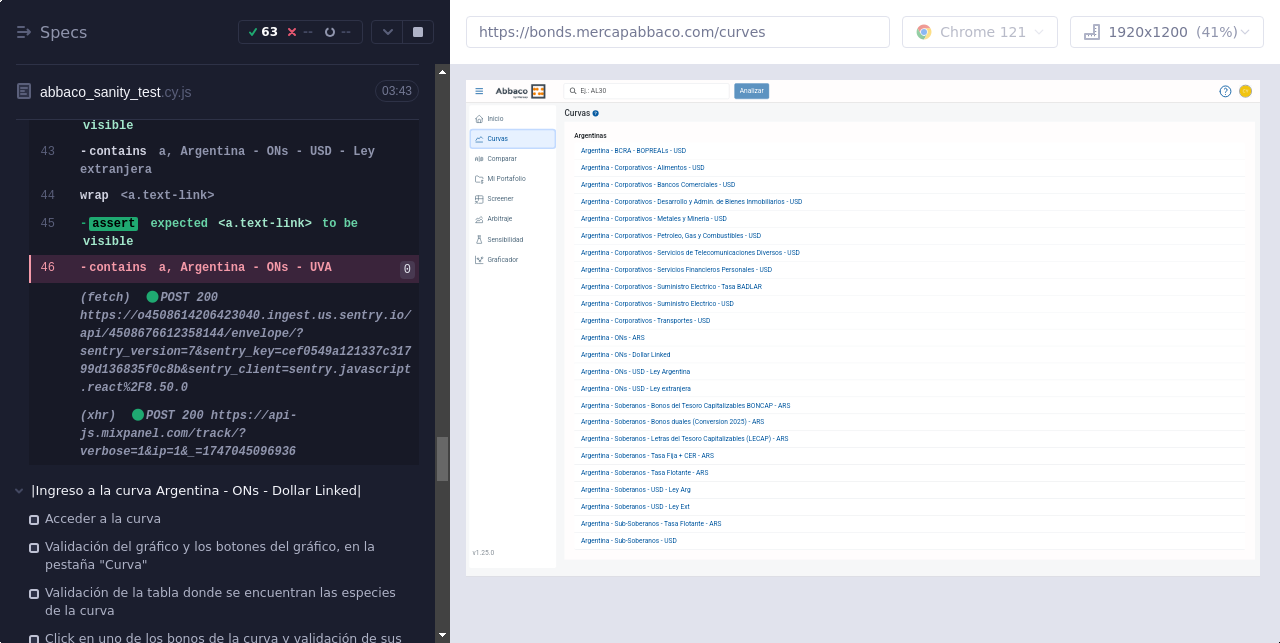 Specs
63
--
--
https://bonds.mercapabbaco.com/curves
Chrome 121
1920x1200 (41%)
abbaco_sanity_test.cy.js
03:43
visible
43 -contains a, Argentina - ONs - USD - Ley
extranjera
44 wrap <a.text-link>
45 -assert expected <a.text-link> to be
visible
46 -contains a, Argentina - ONs - UVA
0
(fetch) POST 200
https://o4508614206423040.ingest.us.sentry.io/
api/4508676612358144/envelope/?
sentry_version=7&sentry_key=cef0549a121337c317
99d136835f0c8b&sentry_client=sentry.javascript
.react%2F8.50.0
(xhr) POST 200 https://api-
js.mixpanel.com/track/?
verbose=1&ip=1&_=1747045096936
|Ingreso a la curva Argentina - ONs - Dollar Linked|
Acceder a la curva
Validación del gráfico y los botones del gráfico, en la
pestaña "Curva"
Validación de la tabla donde se encuentran las especies
de la curva
Click en uno de los bonos de la curva y validación de sus
Abbaco
Ej.: AL30
Analizar
Inicio
Curvas
Comparar
Mi Portafolio
Screener
Arbitraje
Sensibilidad
Graficador
v1.25.0
Curvas
Argentinas
Argentina - BCRA - BOPREALs - USD
Argentina - Corporativos - Alimentos - USD
Argentina - Corporativos - Bancos Comerciales - USD
Argentina - Corporativos - Desarrollo y Admin. de Bienes Inmobiliarios - USD
Argentina - Corporativos - Metales y Mineria - USD
Argentina - Corporativos - Petroleo, Gas y Combustibles - USD
Argentina - Corporativos - Servicios de Telecomunicaciones Diversos - USD
Argentina - Corporativos - Servicios Financieros Personales - USD
Argentina - Corporativos - Suministro Electrico - Tasa BADLAR
Argentina - Corporativos - Suministro Electrico - USD
Argentina - Corporativos - Transportes - USD
Argentina - ONs - ARS
Argentina - ONs - Dollar Linked
Argentina - ONs - USD - Ley Argentina
Argentina - ONs - USD - Ley extranjera
Argentina - Soberanos - Bonos del Tesoro Capitalizables BONCAP - ARS
Argentina - Soberanos - Bonos duales (Conversion 2025) - ARS
Argentina - Soberanos - Letras del Tesoro Capitalizables (LECAP) - ARS
Argentina - Soberanos - Tasa Fija + CER - ARS
Argentina - Soberanos - Tasa Flotante - ARS
Argentina - Soberanos - USD - Ley Arg
Argentina - Soberanos - USD - Ley Ext
Argentina - Sub-Soberanos - Tasa Flotante - ARS
Argentina - Sub-Soberanos - USD